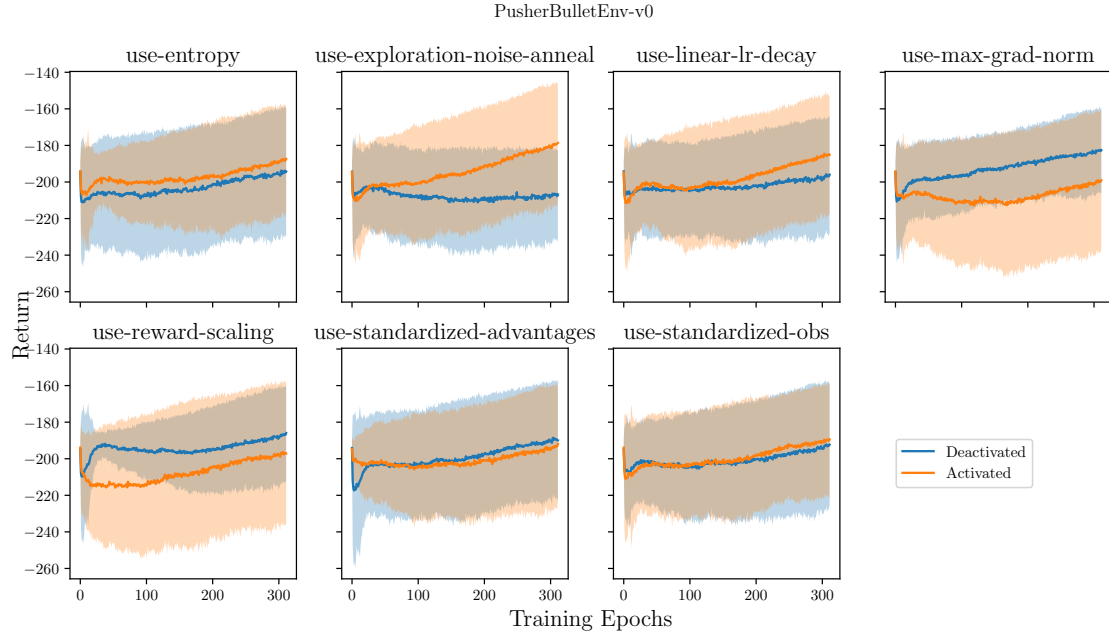 PusherBulletEnv-v0
use-entropy
use-exploration-noise-anneal
use-linear-lr-decay
use-max-grad-norm
−140
−160
−180
−200
−220
−240
−260
use-reward-scaling
use-standardized-advantages
use-standardized-obs
−140
−160
−180
−200
−220
−240
−260
0 100 200 300
0 100 200 300
0 100 200 300
Return
Training Epochs
Deactivated
Activated